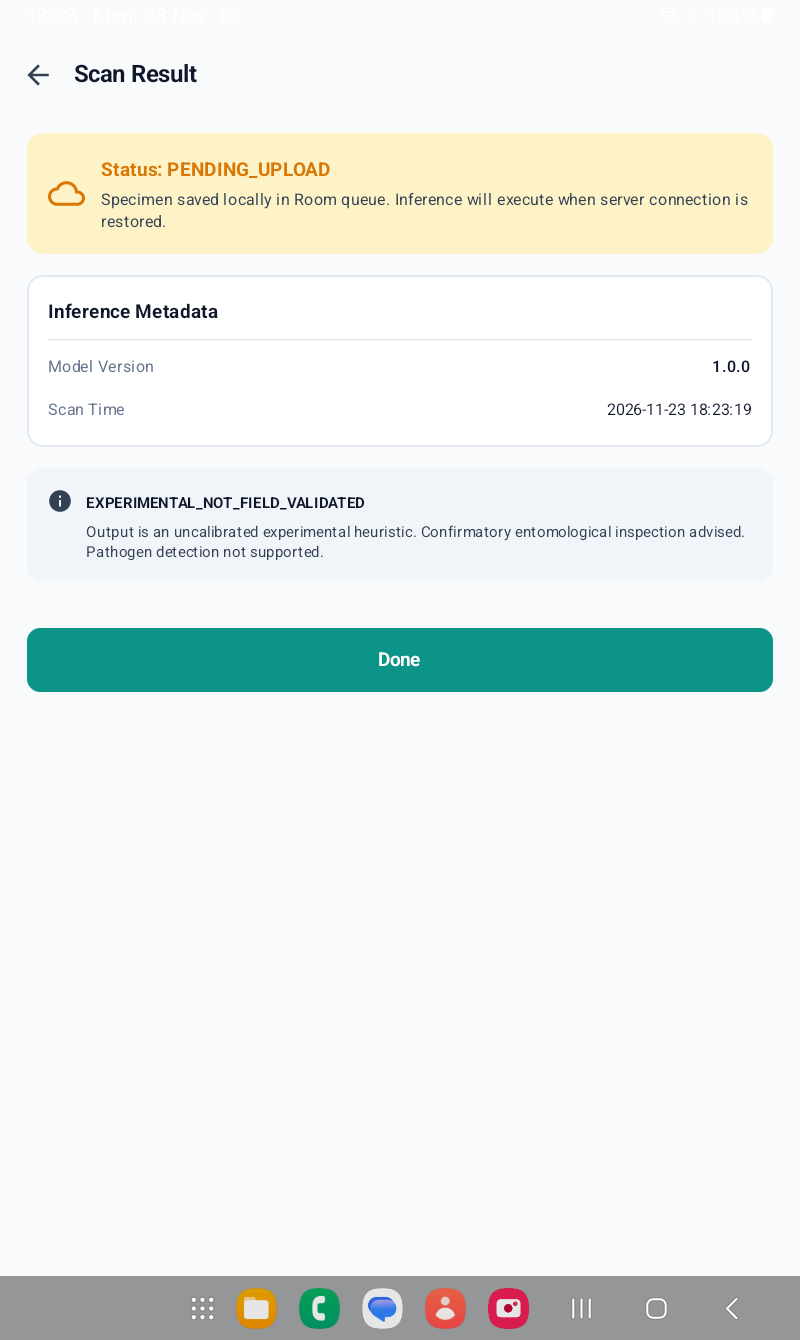 18:23 Mon, 23 Nov
100%
Scan Result
Status: PENDING_UPLOAD
Specimen saved locally in Room queue. Inference will execute when server connection is
restored.
Inference Metadata
Model Version 1.0.0
Scan Time 2026-11-23 18:23:19
EXPERIMENTAL_NOT_FIELD_VALIDATED
Output is an uncalibrated experimental heuristic. Confirmatory entomological inspection advised.
Pathogen detection not supported.
Done